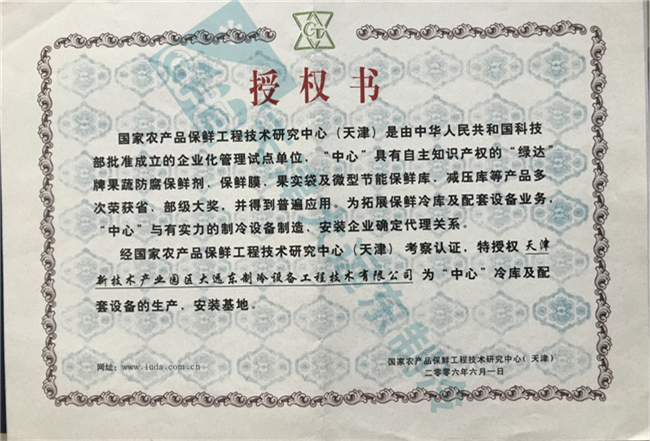 授权书
国家农产品保鲜工程技术研究中心（天津）是由中华人民共和国科技
部批准成立的企业化管理试点单位，“中心”具有自主知识产权的“绿达”
牌果蔬防腐保鲜剂、保鲜膜、果实袋及微型节能保鲜库、减压库等产品多
次荣获省、部级大奖，并得到普遍应用。为拓展保鲜冷库及配套设备业务，
“中心”与有实力的制冷设备制造、安装企业确定代理关系。
经国家农产品保鲜工程技术研究中心（天津）考察认证，特授权天津
新技术产业园区大远东制冷设备工程技术有限公司为“中心”冷库及配
套设备的生产，安装基地。
网址：www.iuda.com.cn
国家农产品保鲜工程技术研究中心（天津）
二零零六年六月一日